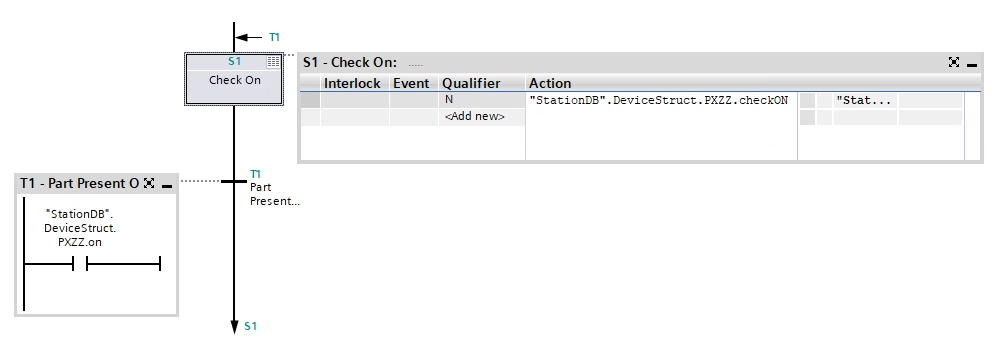 T1
S1
Check On
S1 - Check On: .....
Interlock Event Qualifier Action
N "StationDB".DeviceStruct.PXZZ.checkON "Stat...
<Add new>
T1 - Part Present O
"StationDB".
DeviceStruct.
PXZZ.on
T1
Part
Present...
S1